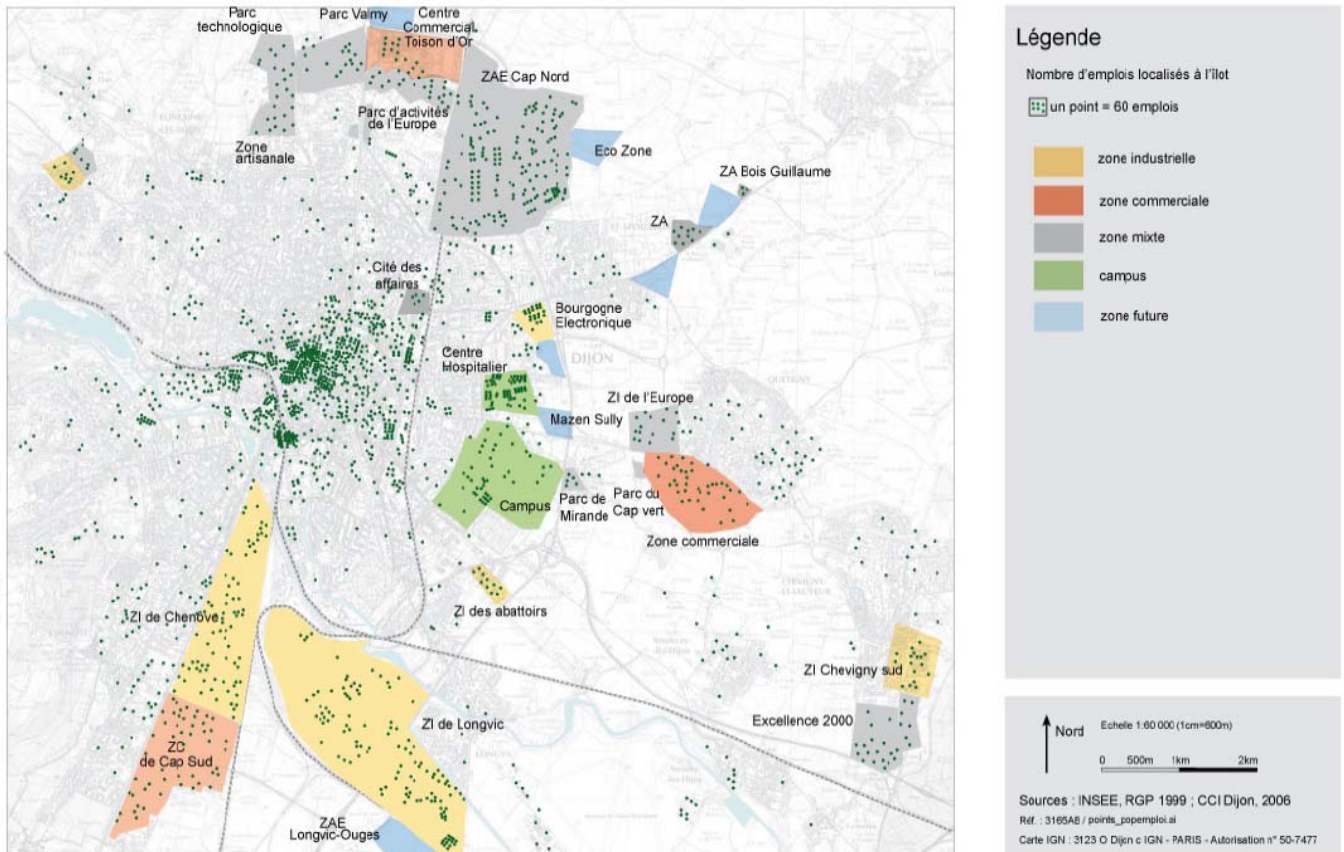 Parc
technologique
Parc Valmy
Centre
Commercial
Toison d'Or
ZAE Cap Nord
Parc d'activités
de l'Europe
Zone
artisanale
Eco Zone
ZA Bois Guillaume
ZA
Cité des
affaires
Bourgogne
Electronique
Centre
Hospitalier
DIJON
QUETIGNY
ZI de l'Europe
Mazen Sully
Campus
Parc de
Mirande
Parc du
Cap vert
Zone commerciale
ZI des abattoirs
ZI de Chenôve
ZI Chevigny sud
ZI de Longvic
Excellence 2000
ZC
de Cap Sud
ZAE
Longvic-Ouges
Légende
Nombre d'emplois localisés à l'îlot
un point = 60 emplois
zone industrielle
zone commerciale
zone mixte
campus
zone future
Nord
Echelle 1:60 000 (1cm=600m)
0 500m 1km 2km
Sources : INSEE, RGP 1999 ; CCI Dijon, 2006
Réf. : 3165AB / points_popemploi.ai
Carte IGN : 3123 O Dijon c IGN - PARIS - Autorisation n° 50-7477